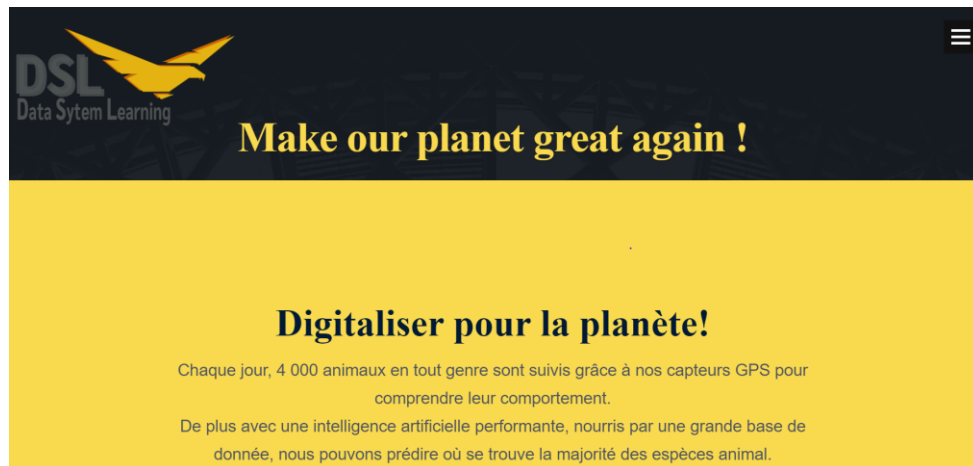 DSL
Data Sytem Learning
Make our planet great again !
Digitaliser pour la planète!
Chaque jour, 4 000 animaux en tout genre sont suivis grâce à nos capteurs GPS pour
comprendre leur comportement.
De plus avec une intelligence artificielle performante, nourris par une grande base de
donnée, nous pouvons prédire où se trouve la majorité des espèces animal.